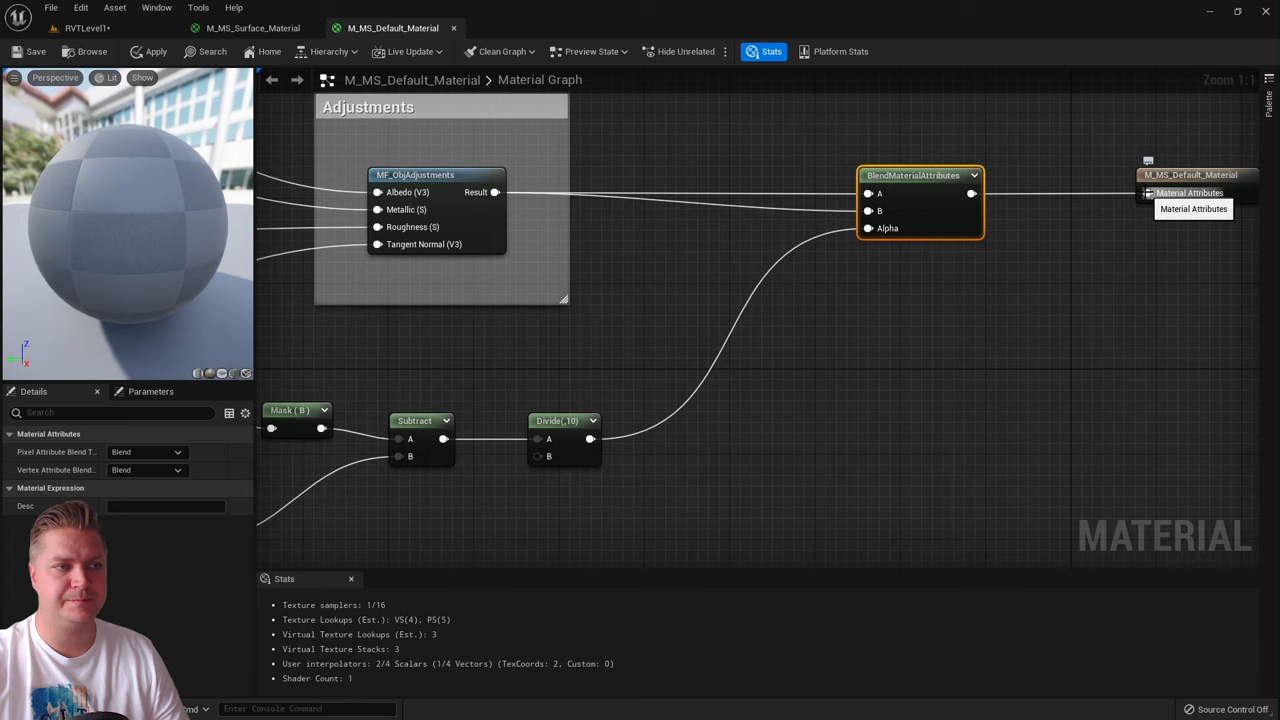 File Edit Asset Window Tools Help
RVTLevel1* M_MS_Surface_Material M_MS_Default_Material
Save Browse Apply Search Home Hierarchy Live Update Clean Graph Preview State Hide Unrelated Stats Platform Stats
Perspective Lit Show
M_MS_Default_Material > Material Graph
Zoom 1:1
Palette
Adjustments
MF_ObjAdjustments
Albedo (V3) Result
Metallic (S)
Roughness (S)
Tangent Normal (V3)
BlendMaterialAttributes
A
B
Alpha
M_MS_Default_Material
Material Attributes
Material Attributes
Z
X
Mask ( B )
Subtract
A
B
Divide(,10)
A
B
MATERIAL
Details Parameters
Search
Material Attributes
Pixel Attribute Blend T... Blend
Vertex Attribute Blend... Blend
Material Expression
Desc
Stats
Texture samplers: 1/16
Texture Lookups (Est.): VS(4), PS(5)
Virtual Texture Lookups (Est.): 3
Virtual Texture Stacks: 3
User interpolators: 2/4 Scalars (1/4 Vectors) (TexCoords: 2, Custom: 0)
Shader Count: 1
Enter Console Command
Source Control Off